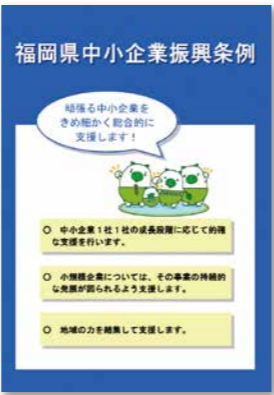 福岡県中小企業振興条例
頑張る中小企業を
きめ細かく総合的に
支援します！
○ 中小企業1社1社の成長段階に応じて的確
な支援を行います。
○ 小規模企業については、その事業の持続的
な発展が図られるよう支援します。
○ 地域の力を結集して支援します。